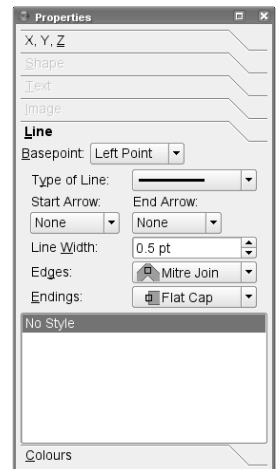 Properties
X, Y, Z
Shape
Text
Image
Line
Basepoint: Left Point
Type of Line:
Start Arrow: End Arrow:
None None
Line Width: 0.5 pt
Edges: Mitre Join
Endings: Flat Cap
No Style
Colours